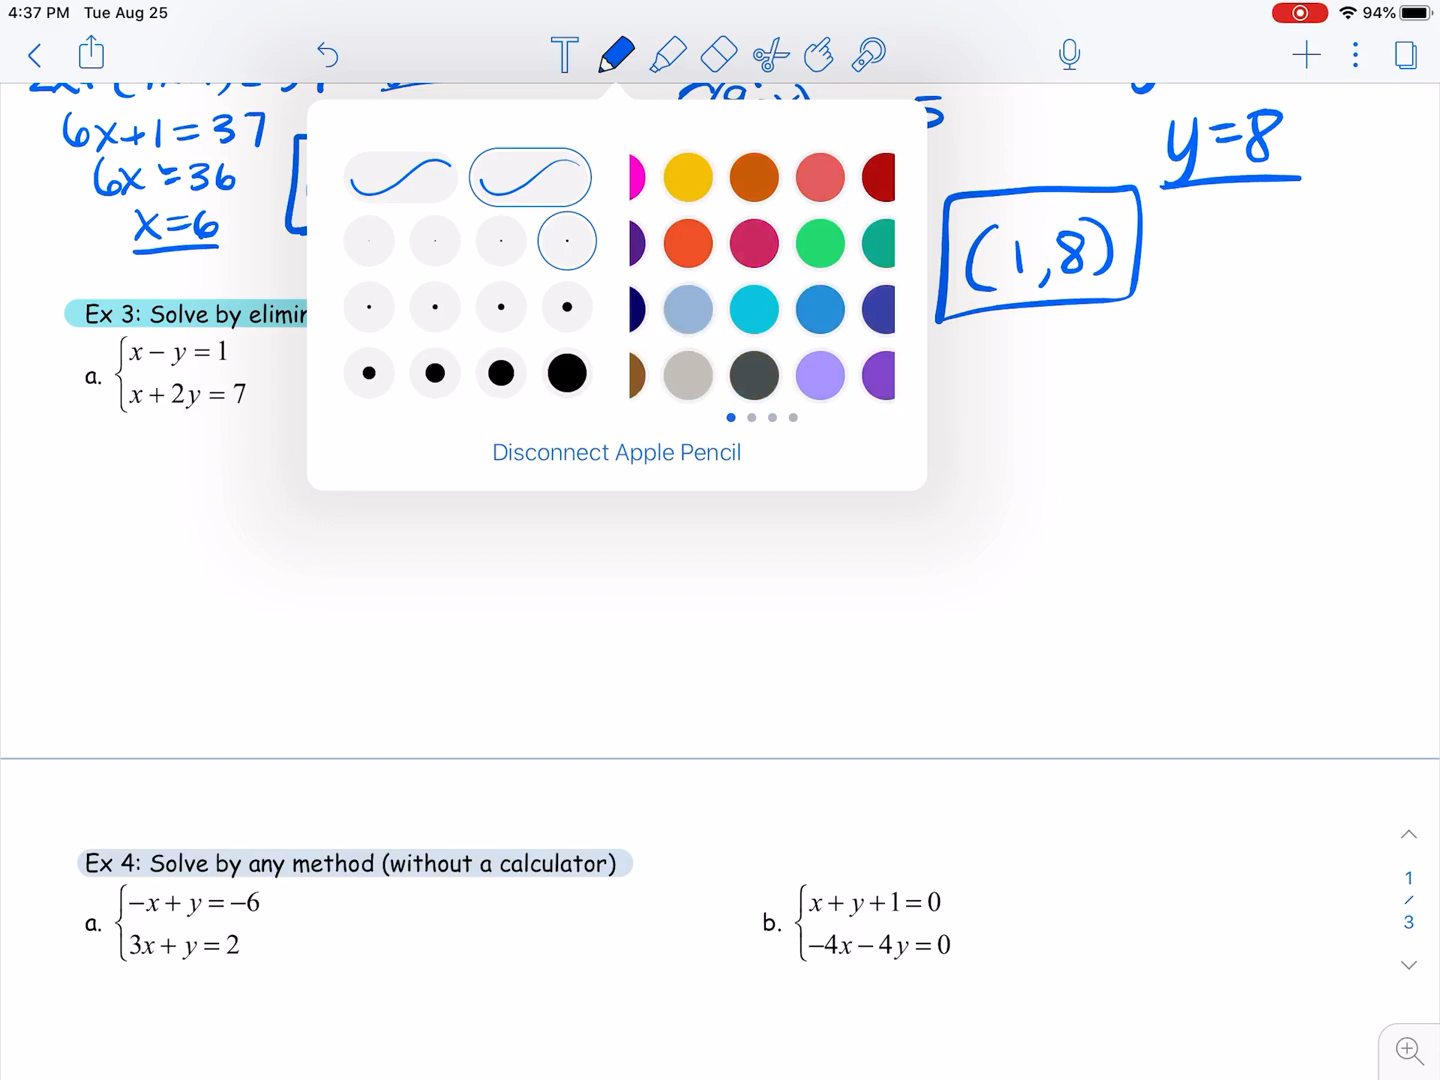 4:37 PM Tue Aug 25
94%
6x+1=37
6x=36
x=6
y=8
(1,8)
Ex 3: Solve by elimin
a. {x − y = 1
x + 2y = 7
Disconnect Apple Pencil
Ex 4: Solve by any method (without a calculator)
a. {−x + y = −6
3x + y = 2
b. {x + y + 1 = 0
−4x − 4y = 0
1
/
3